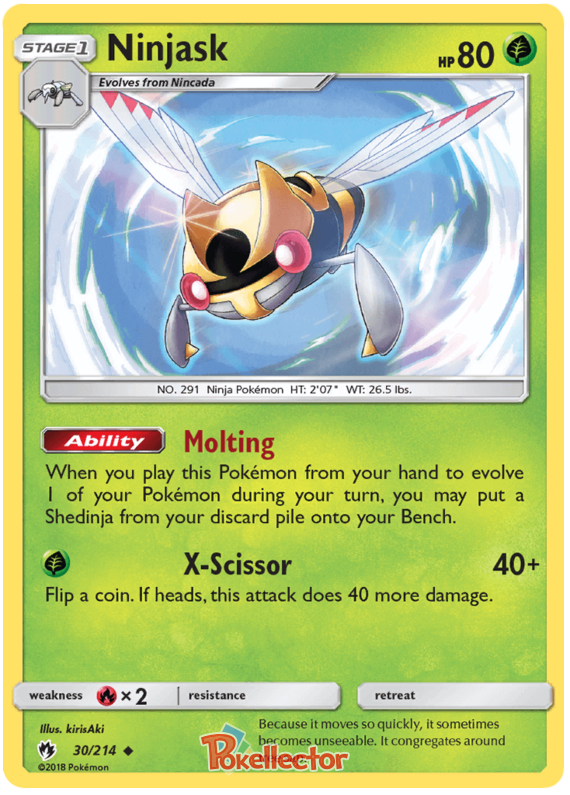 STAGE 1
Ninjask
HP 80
Evolves from Nincada
NO. 291 Ninja Pokémon HT: 2'07" WT: 26.5 lbs.
Ability Molting
When you play this Pokémon from your hand to evolve
1 of your Pokémon during your turn, you may put a
Shedinja from your discard pile onto your Bench.
X-Scissor 40+
Flip a coin. If heads, this attack does 40 more damage.
weakness ×2 resistance retreat
Illus. kirisAki
Because it moves so quickly, it sometimes
becomes unseeable. It congregates around
30/214
Pokellector
©2018 Pokémon